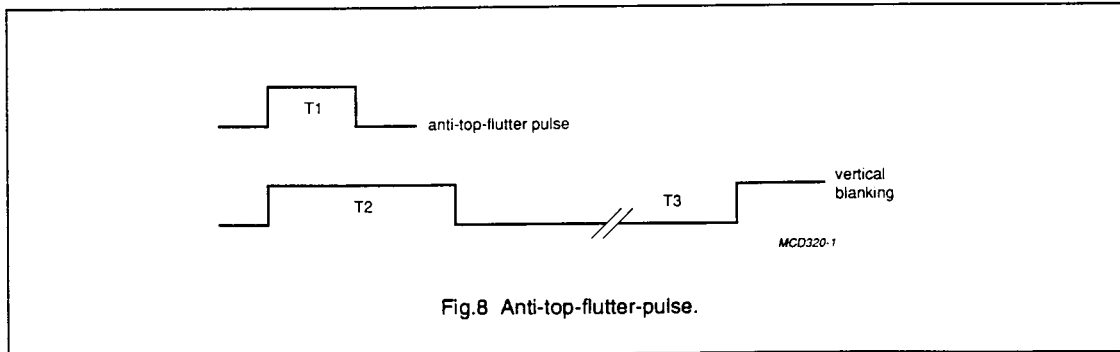 T1
anti-top-flutter pulse
T2
T3
vertical
blanking
MCD320-1
Fig.8 Anti-top-flutter-pulse.